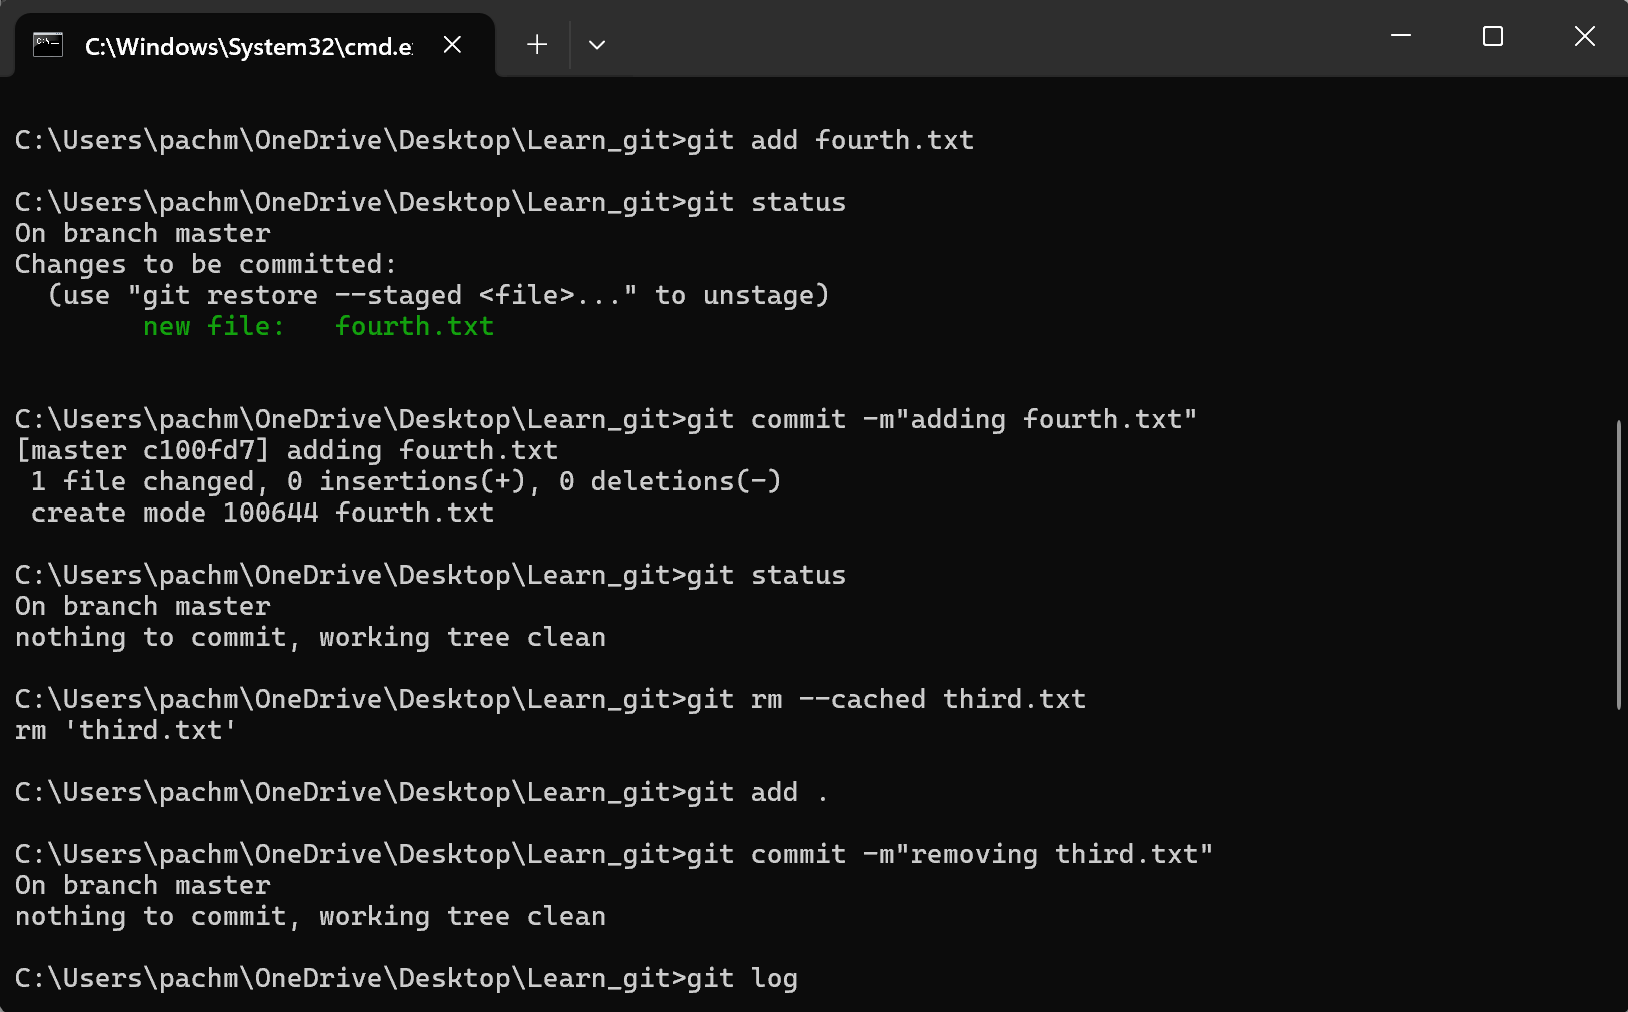 C:\Windows\System32\cmd.e
C:\Users\pachm\OneDrive\Desktop\Learn_git>git add fourth.txt
C:\Users\pachm\OneDrive\Desktop\Learn_git>git status
On branch master
Changes to be committed:
  (use "git restore --staged <file>..." to unstage)
        new file:   fourth.txt
C:\Users\pachm\OneDrive\Desktop\Learn_git>git commit -m"adding fourth.txt"
[master c100fd7] adding fourth.txt
 1 file changed, 0 insertions(+), 0 deletions(-)
 create mode 100644 fourth.txt
C:\Users\pachm\OneDrive\Desktop\Learn_git>git status
On branch master
nothing to commit, working tree clean
C:\Users\pachm\OneDrive\Desktop\Learn_git>git rm --cached third.txt
rm 'third.txt'
C:\Users\pachm\OneDrive\Desktop\Learn_git>git add .
C:\Users\pachm\OneDrive\Desktop\Learn_git>git commit -m"removing third.txt"
On branch master
nothing to commit, working tree clean
C:\Users\pachm\OneDrive\Desktop\Learn_git>git log